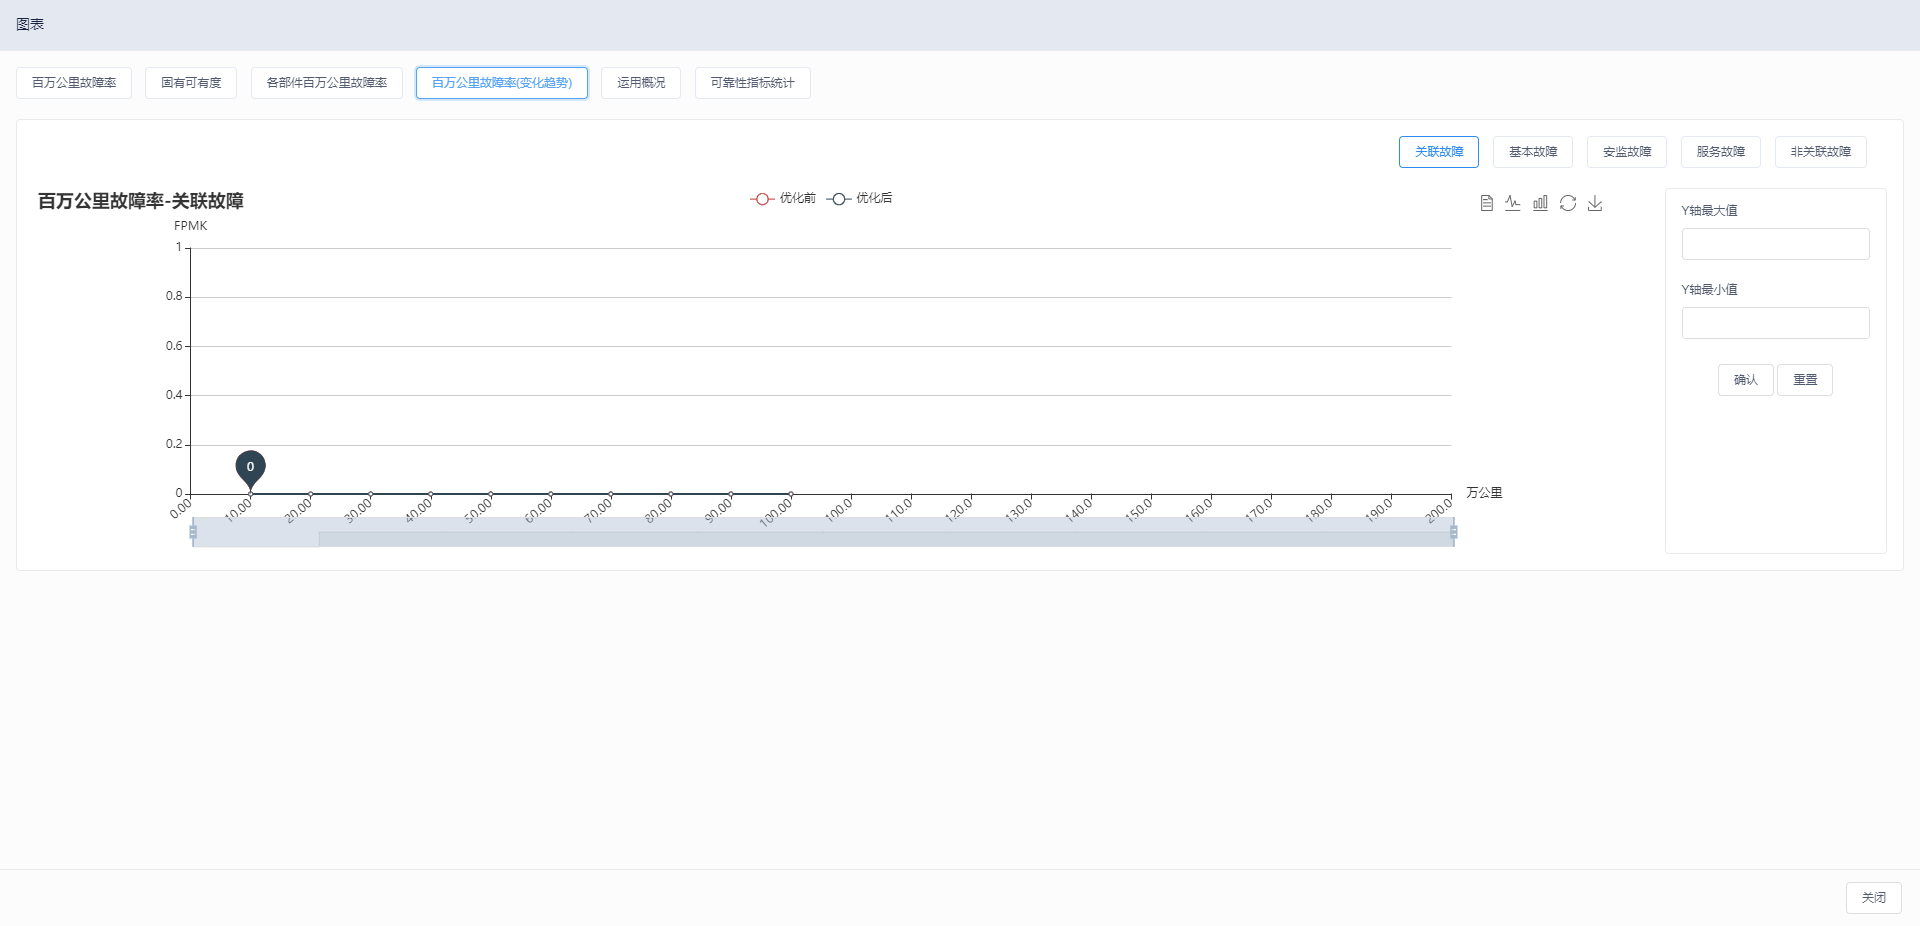 图表
百万公里故障率 固有可有度 各部件百万公里故障率 百万公里故障率(变化趋势) 运用概况 可靠性指标统计
关联故障 基本故障 安监故障 服务故障 非关联故障
百万公里故障率-关联故障
优化前 优化后
FPMK
1
0.8
0.6
0.4
0.2
0
0
0.00 10.00 20.00 30.00 40.00 50.00 60.00 70.00 80.00 90.00 100.00 100.0 110.0 120.0 130.0 140.0 150.0 160.0 170.0 180.0 190.0 200.0
万公里
Y轴最大值
Y轴最小值
确认 重置
关闭